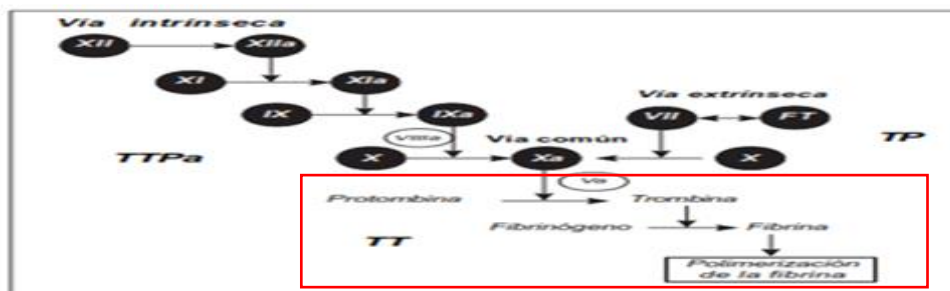 Vía intrínseca
XII XIIa
XI XIa
Vía extrínseca
IX IXa VII FT
VIIIa Vía común TP
TTPa X Xa X
Va
Protombina Trombina
Fibrinógeno Fibrina
TT
Polimerización
de la fibrina